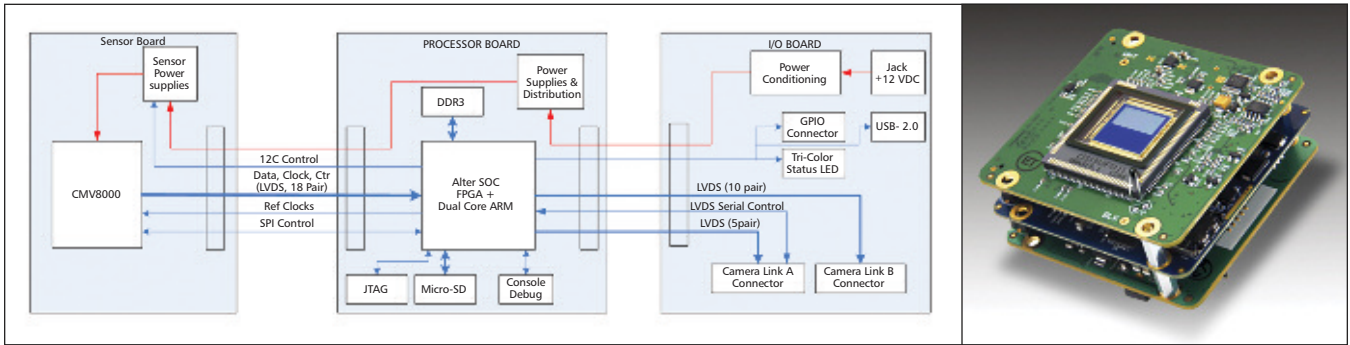 Sensor Board
Sensor
Power
supplies
CMV8000
12C Control
Data, Clock, Ctr
(LVDS, 18 Pair)
Ref Clocks
SPI Control
PROCESSOR BOARD
DDR3
Power
Supplies &
Distribution
Alter SOC
FPGA +
Dual Core ARM
JTAG
Micro-SD
Console
Debug
I/O BOARD
Power
Conditioning
Jack
+12 VDC
GPIO
Connector
USB- 2.0
Tri-Color
Status LED
LVDS (10 pair)
LVDS Serial Control
LVDS (5pair)
Camera Link A
Connector
Camera Link B
Connector